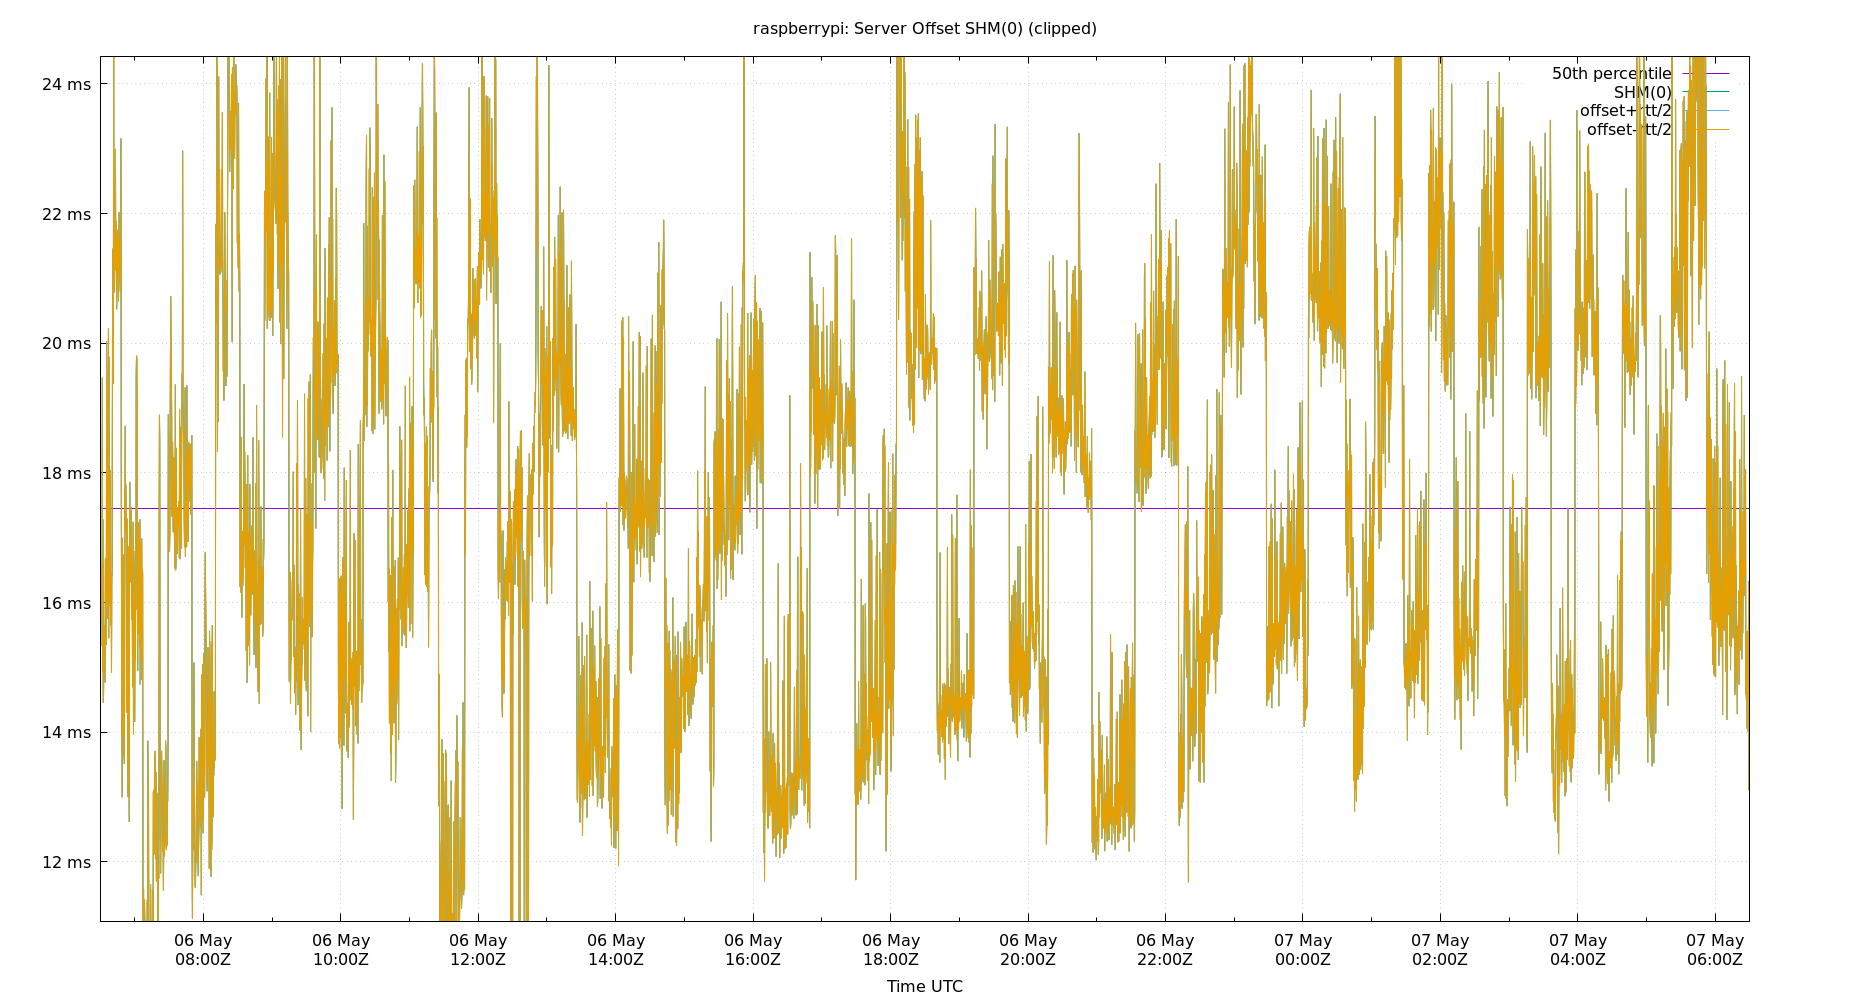 raspberrypi: Server Offset SHM(0) (clipped)
24 ms
22 ms
20 ms
18 ms
16 ms
14 ms
12 ms
50th percentile
SHM(0)
offset+rtt/2
offset-rtt/2
06 May 06 May 06 May 06 May 06 May 06 May 06 May 06 May 07 May 07 May 07 May 07 May
08:00Z 10:00Z 12:00Z 14:00Z 16:00Z 18:00Z 20:00Z 22:00Z 00:00Z 02:00Z 04:00Z 06:00Z
Time UTC